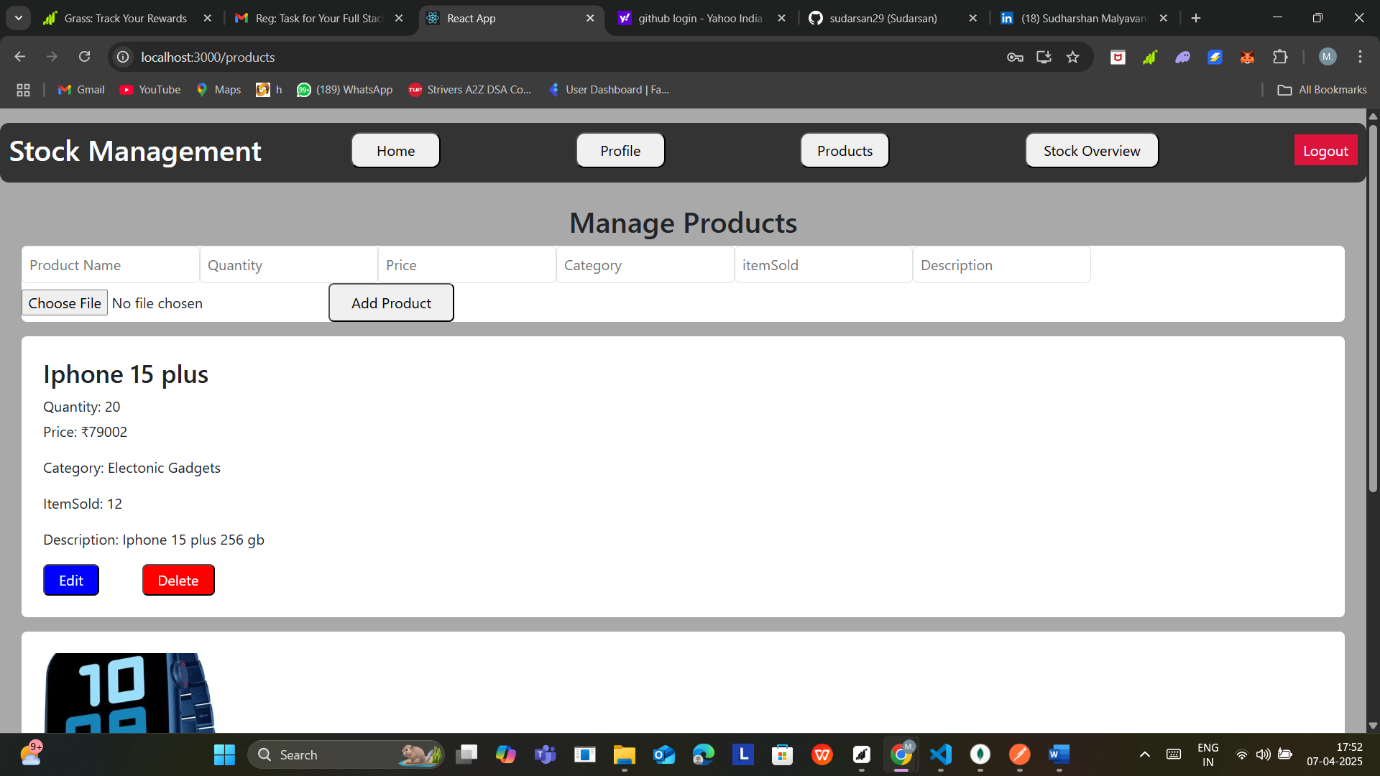 Grass: Track Your Rewards
Reg: Task for Your Full Stac
React App
github login - Yahoo India
sudarsan29 (Sudarsan)
(18) Sudharshan Malyavan
localhost:3000/products
M
Gmail
YouTube
Maps
h
99+
(189) WhatsApp
TUF
Strivers A2Z DSA Co...
User Dashboard | Fa...
All Bookmarks
Stock Management
Home
Profile
Products
Stock Overview
Logout
Manage Products
Product Name
Quantity
Price
Category
itemSold
Description
Choose File No file chosen
Add Product
Iphone 15 plus
Quantity: 20
Price: ₹79002
Category: Electonic Gadgets
ItemSold: 12
Description: Iphone 15 plus 256 gb
Edit
Delete
10
9+
Search
L
W
M
ENG
IN
17:52
07-04-2025